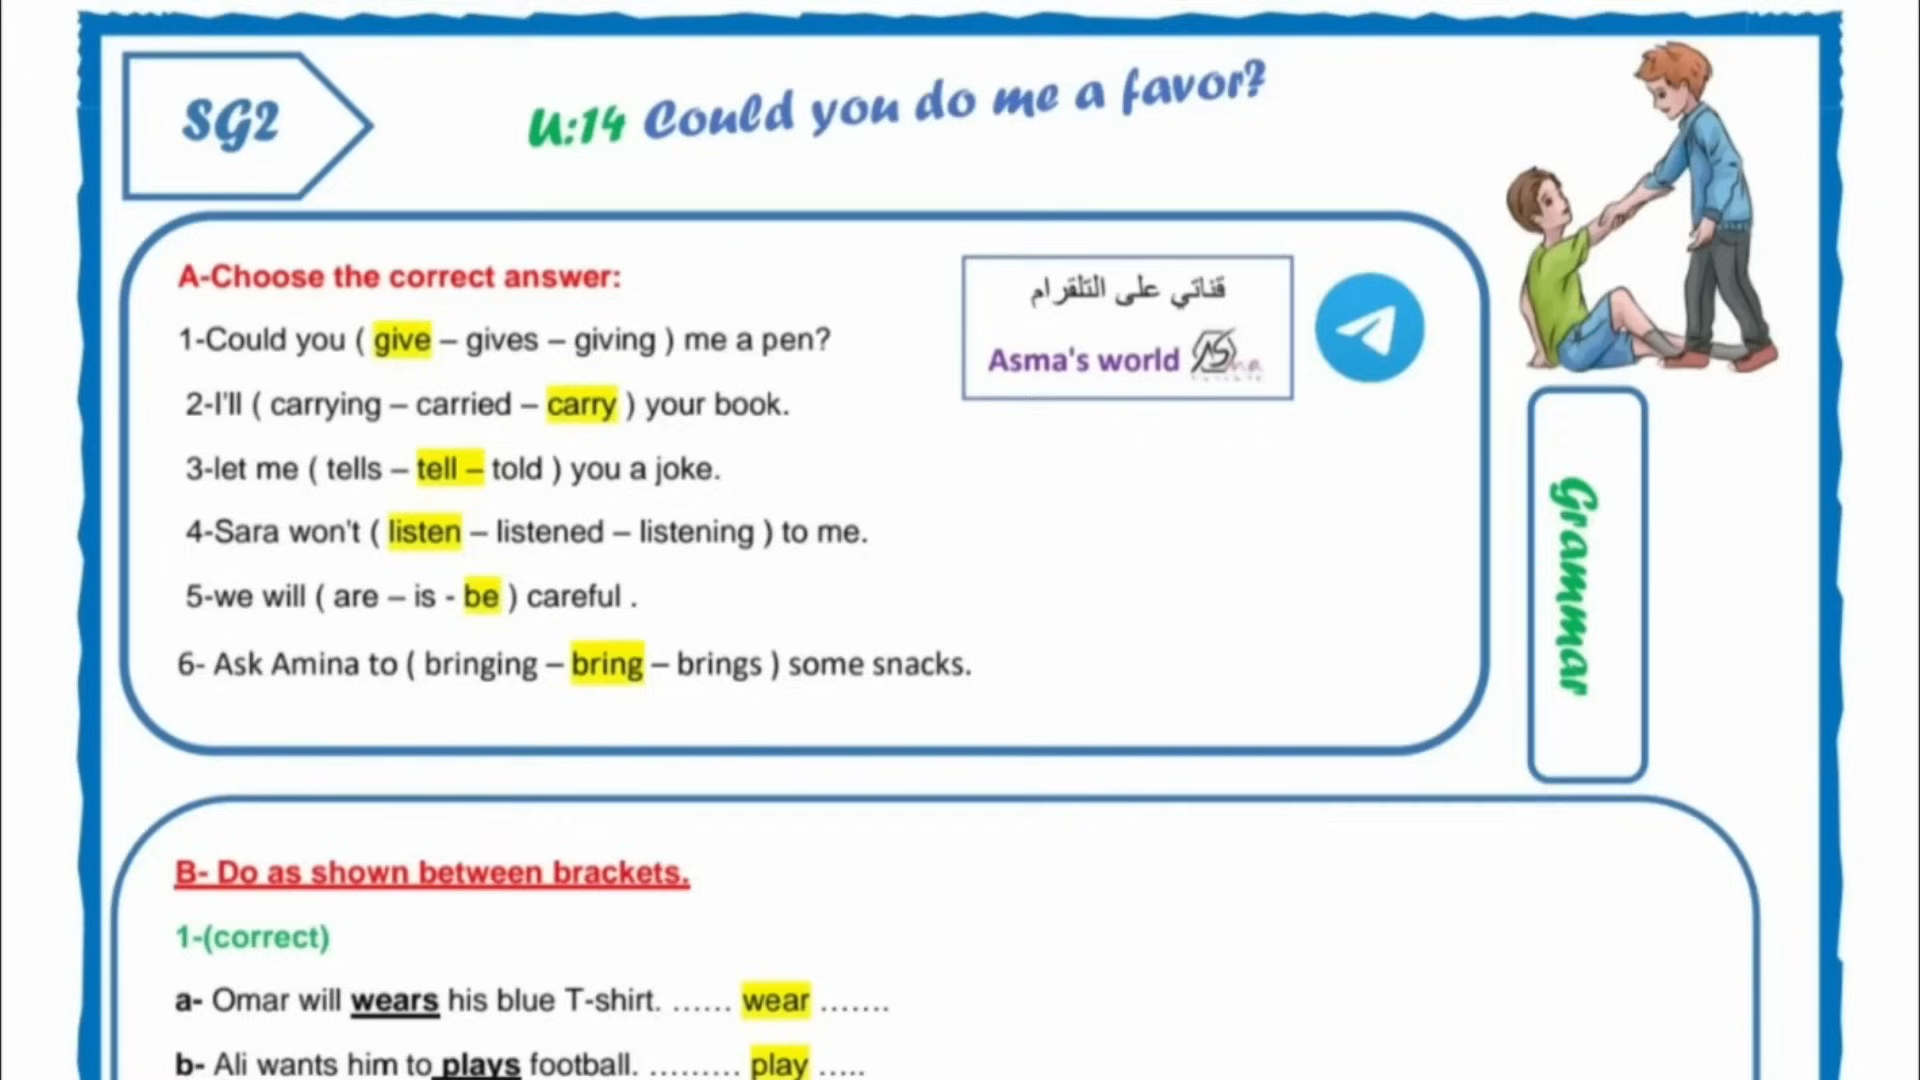 SG2
U:14 Could you do me a favor?
A-Choose the correct answer:
قناتي على التلقرام
Asma's world
1-Could you ( give – gives – giving ) me a pen?
2-I'll ( carrying – carried – carry ) your book.
3-let me ( tells – tell – told ) you a joke.
4-Sara won't ( listen – listened – listening ) to me.
5-we will ( are – is - be ) careful .
6- Ask Amina to ( bringing – bring – brings ) some snacks.
Grammar
B- Do as shown between brackets.
1-(correct)
a- Omar will wears his blue T-shirt. ...... wear .......
b- Ali wants him to plays football. ......... play .....